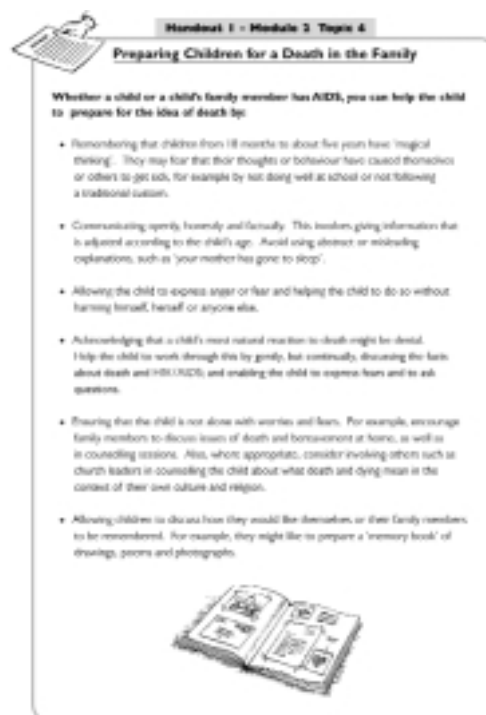 Handout 1 - Module 2 Topic 6
Preparing Children for a Death in the Family
Whether a child or a child's family member has AIDS, you can help the child
to prepare for the idea of death by:
• Remembering that children from 18 months to about five years have 'magical
thinking'. They may fear that their thoughts or behaviour have caused themselves
or others to get sick, for example by not doing well at school or not following
a traditional custom.
• Communicating openly, honestly and factually. This involves giving information that
is adjusted according to the child's age. Avoid using abstract or misleading
explanations, such as 'your mother has gone to sleep'.
• Allowing the child to express anger or fear and helping the child to do so without
harming himself, herself or anyone else.
• Acknowledging that a child's most natural reaction to death might be denial.
Help the child to work through this by gently, but continually, discussing the facts
about death and HIV/AIDS; and enabling the child to express fears and to ask
questions.
• Ensuring that the child is not alone with worries and fears. For example, encourage
family members to discuss issues of death and bereavement at home, as well as
in counselling sessions. Also, where appropriate, consider involving others such as
church leaders in counselling the child about what death and dying mean in the
context of their own culture and religion.
• Allowing children to discuss how they would like themselves or their family members
to be remembered. For example, they might like to prepare a 'memory book' of
drawings, poems and photographs.